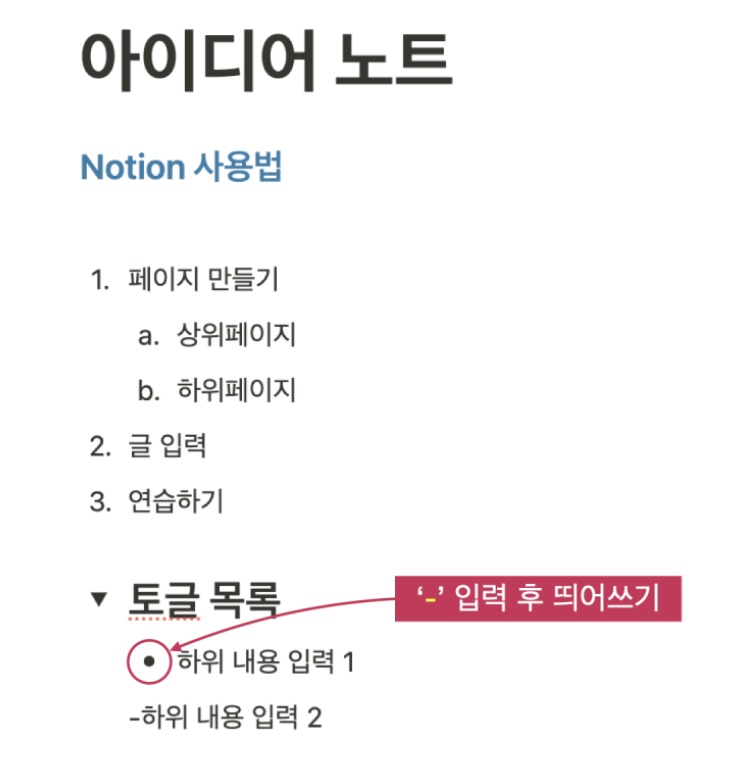 아이디어 노트
Notion 사용법
1. 페이지 만들기
a. 상위페이지
b. 하위페이지
2. 글 입력
3. 연습하기
▼ 토글 목록
‘-’ 입력 후 띄어쓰기
• 하위 내용 입력 1
-하위 내용 입력 2